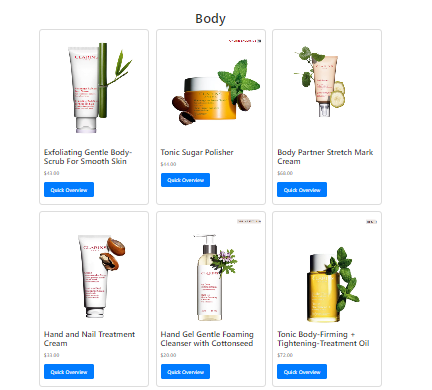 Body
CLARINS
Exfoliating Gentle Body-
Scrub For Smooth Skin
$43.00
Quick Overview
Tonic Sugar Polisher
$44.00
Quick Overview
Body Partner Stretch Mark
Cream
$68.00
Quick Overview
CLARINS
Hand and Nail Treatment
Cream
$33.00
Quick Overview
Hand Gel Gentle Foaming
Cleanser with Cottonseed
$20.00
Quick Overview
Tonic Body-Firming +
Tightening-Treatment Oil
$72.00
Quick Overview